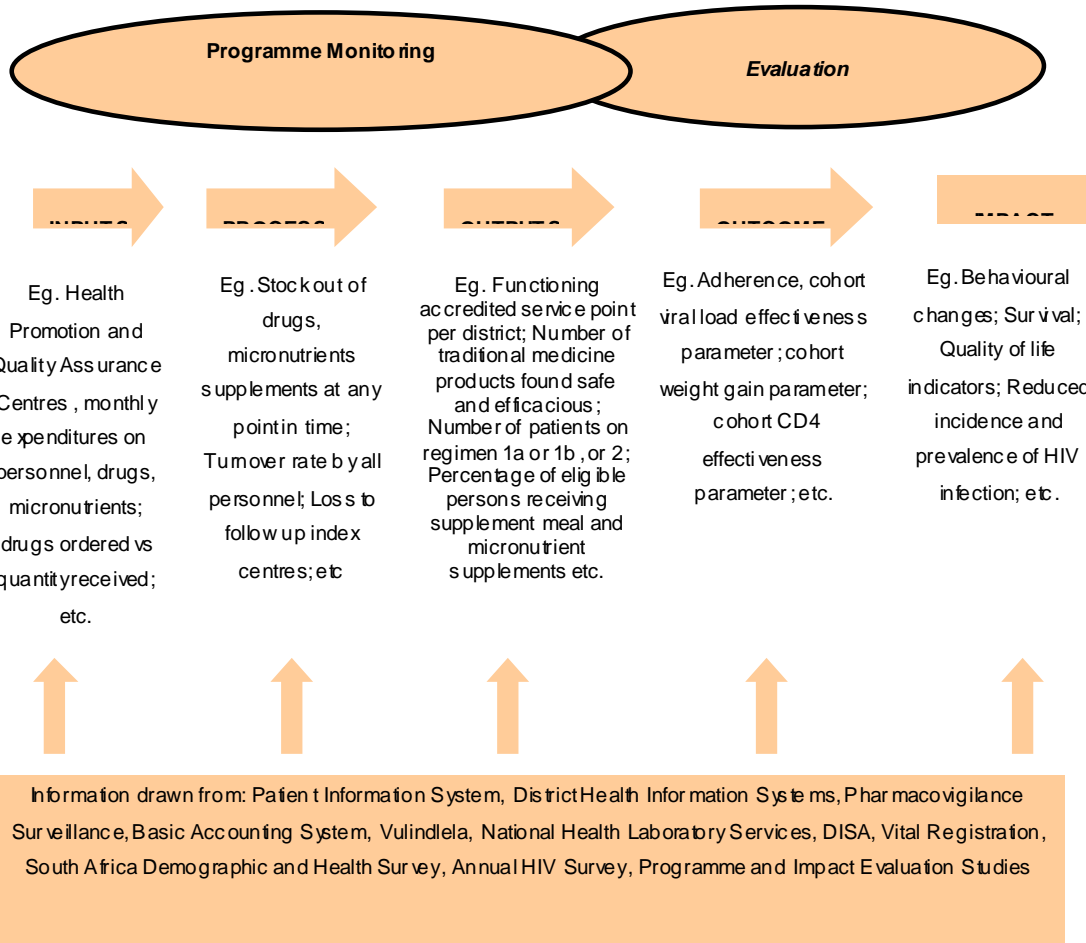 Programme Monitoring
Evaluation
INPUTS
PROCESS
OUTPUTS
OUTCOME
IMPACT
Eg. Health
Promotion and
Quality Assurance
Centres, monthly
expenditures on
personnel, drugs,
micronutrients;
drugs ordered vs
quantity received;
etc.
Eg. Stock out of
drugs,
micronutrients
supplements at any
point in time;
Turnover rate by all
personnel; Loss to
follow up index
centres; etc
Eg. Functioning
accredited service point
per district; Number of
traditional medicine
products found safe
and efficacious;
Number of patients on
regimen 1a or 1b, or 2;
Percentage of eligible
persons receiving
supplement meal and
micronutrient
supplements etc.
Eg. Adherence, cohort
viral load effectiveness
parameter; cohort
weight gain parameter;
cohort CD4
effectiveness
parameter; etc.
Eg. Behavioural
changes; Survival;
Quality of life
indicators; Reduced
incidence and
prevalence of HIV
infection; etc.
Information drawn from: Patient Information System, District Health Information Systems, Pharmacovigilance
Surveillance, Basic Accounting System, Vulindlela, National Health Laboratory Services, DISA, Vital Registration,
South Africa Demographic and Health Survey, Annual HIV Survey, Programme and Impact Evaluation Studies